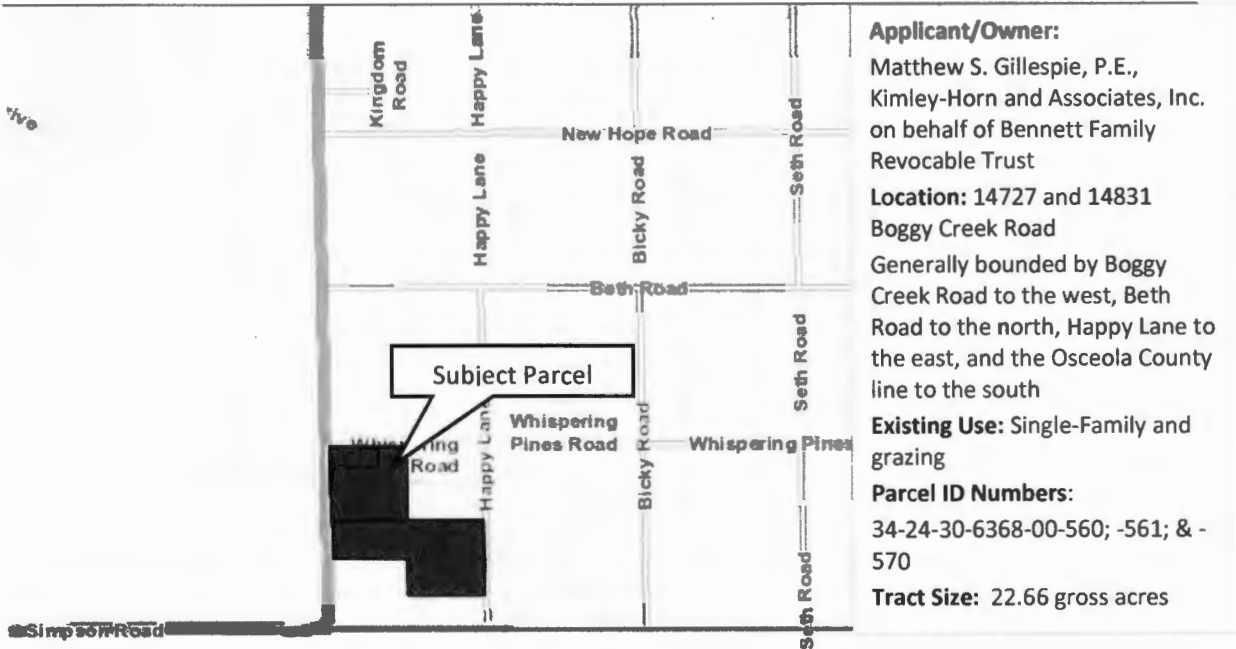 Applicant/Owner:
Matthew S. Gillespie, P.E.,
Kimley-Horn and Associates, Inc.
on behalf of Bennett Family
Revocable Trust
Location: 14727 and 14831
Boggy Creek Road
Generally bounded by Boggy
Creek Road to the west, Beth
Road to the north, Happy Lane to
the east, and the Osceola County
line to the south
Existing Use: Single-Family and
grazing
Parcel ID Numbers:
34-24-30-6368-00-560; -561; & -
570
Tract Size: 22.66 gross acres
Kingdom
Road
Happy Lane
New Hope Road
Seth Road
Happy Lane
Bicky Road
Beth Road
Subject Parcel
Seth Road
Happy Lane
Whispering
Pines Road
Bicky Road
Whispering Pines
Road
Seth Road
Simpson Road